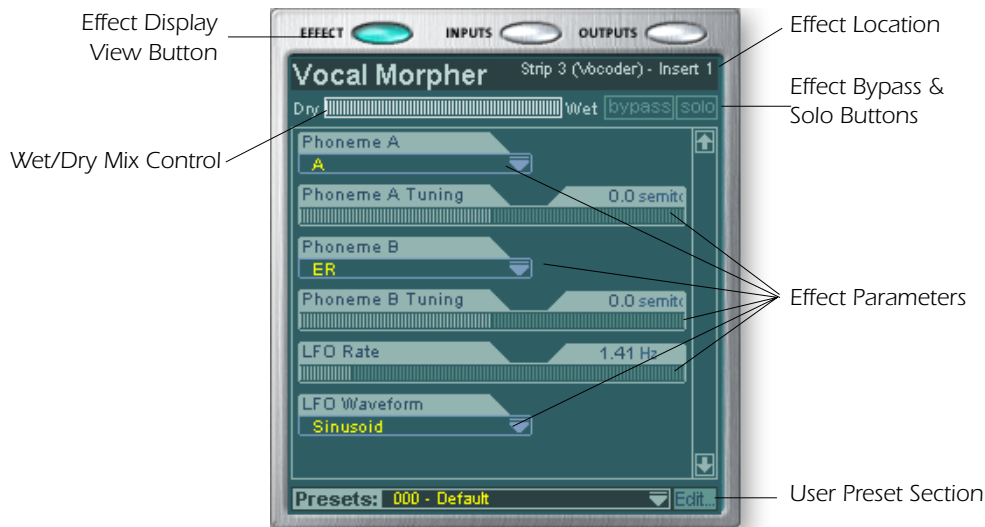 Effect Display
View Button
EFFECT
INPUTS
OUTPUTS
Effect Location
Vocal Morpher
Strip 3 (Vocoder) - Insert 1
Dry
Wet
bypass
solo
Effect Bypass &
Solo Buttons
Wet/Dry Mix Control
Phoneme A
A
Phoneme A Tuning
0.0 semito
Phoneme B
ER
Phoneme B Tuning
0.0 semito
Effect Parameters
LFO Rate
1.41 Hz
LFO Waveform
Sinusoid
Presets:
000 - Default
Edit...
User Preset Section